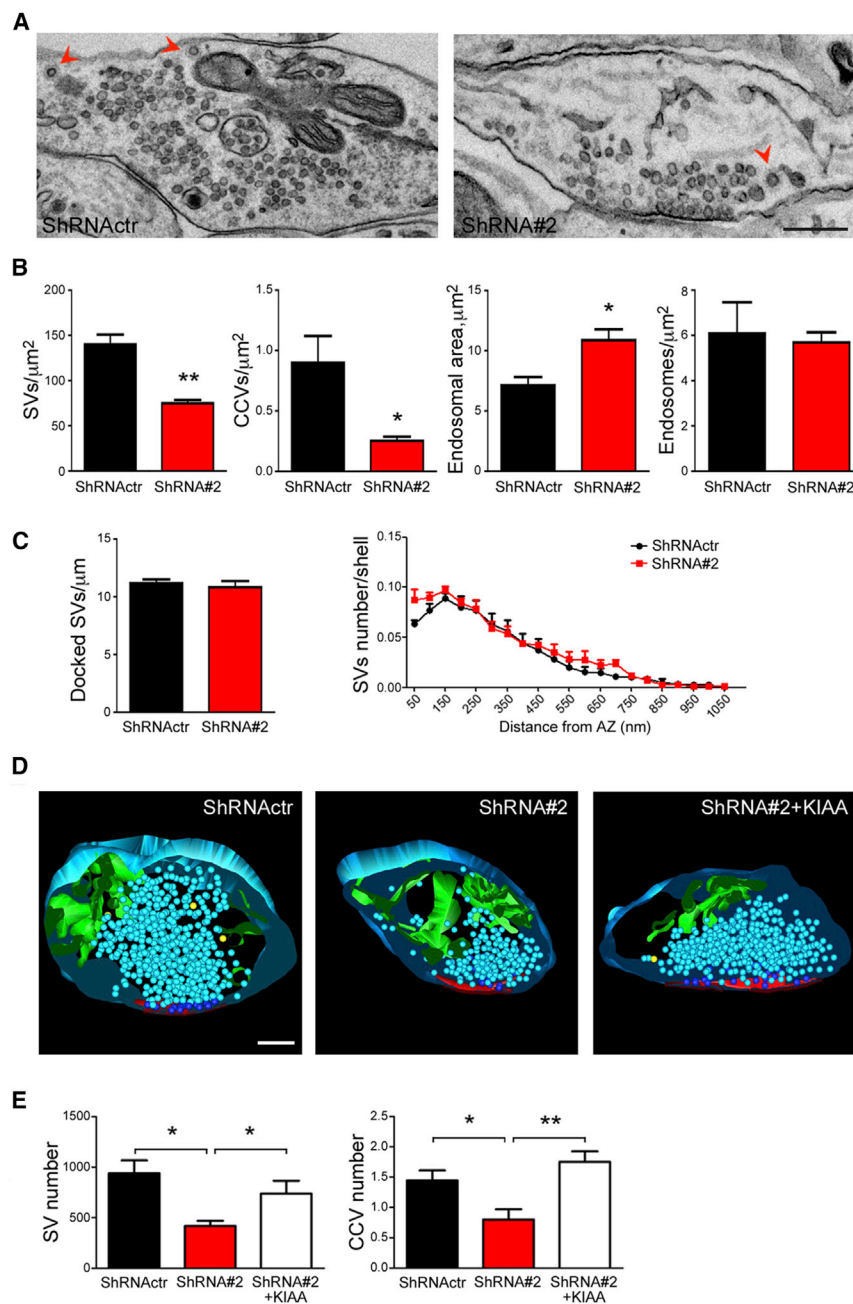 A
ShRNActr
ShRNA#2
B
SVs/µm²
200
150
100
50
0
ShRNActr ShRNA#2
**
CCVs/µm²
1.5
1.0
0.5
0.0
ShRNActr ShRNA#2
*
Endosomal area,µm²
15
10
5
0
ShRNActr ShRNA#2
*
Endosomes/µm²
8
6
4
2
0
ShRNActr ShRNA#2
C
Docked SVs/µm
15
10
5
0
ShRNActr ShRNA#2
SVs number/shell
0.15
0.10
0.05
0
ShRNActr
ShRNA#2
50 150 250 350 450 550 650 750 850 950 1050
Distance from AZ (nm)
D
ShRNActr
ShRNA#2
ShRNA#2+KIAA
E
SV number
1500
1000
500
0
* *
ShRNActr ShRNA#2 ShRNA#2
+KIAA
CCV number
2.5
2.0
1.5
1.0
0.5
0.0
* **
ShRNActr ShRNA#2 ShRNA#2
+KIAA